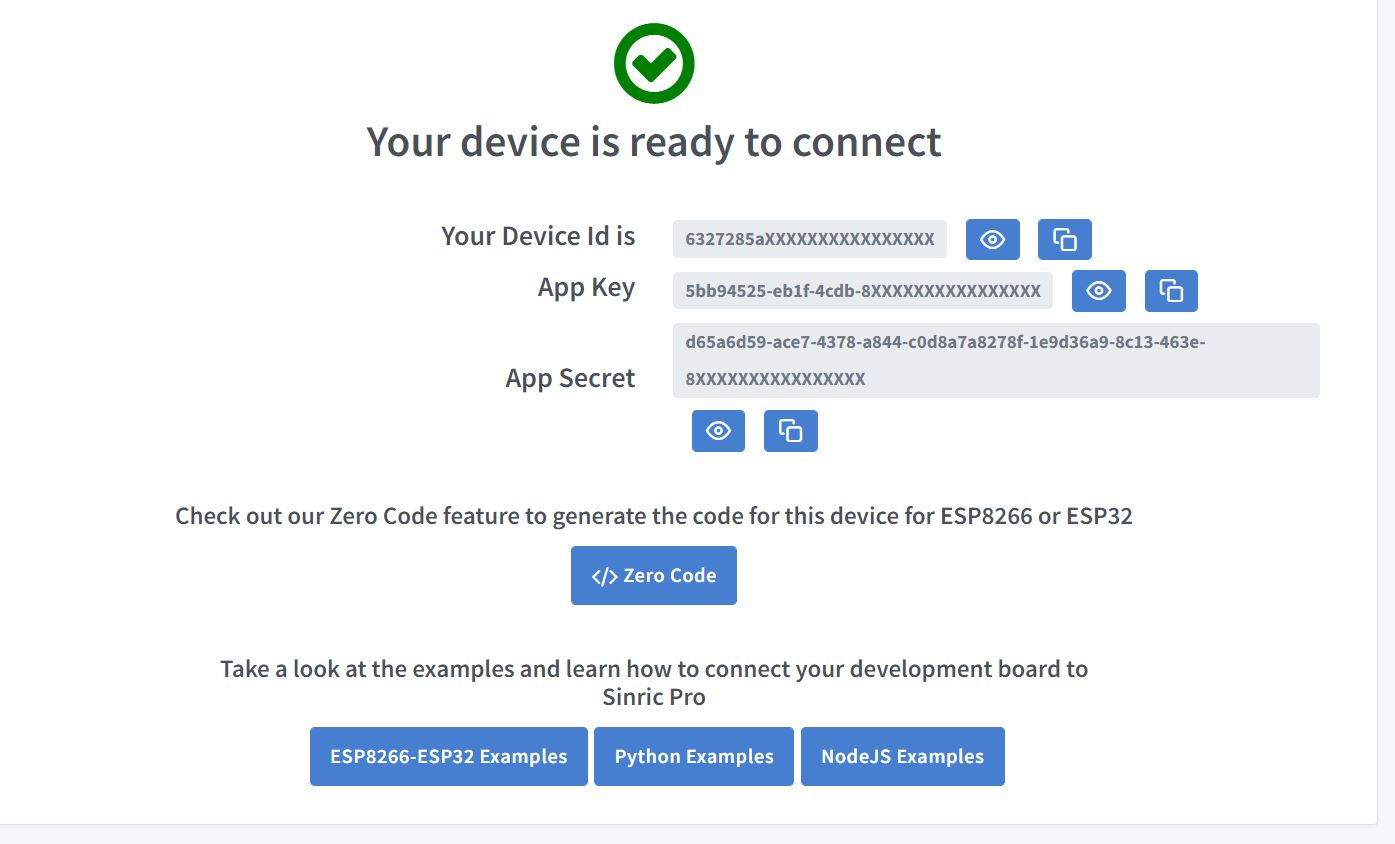 Your device is ready to connect
Your Device Id is
6327285aXXXXXXXXXXXXXXXX
App Key
5bb94525-eb1f-4cdb-8XXXXXXXXXXXXXXXX
App Secret
d65a6d59-ace7-4378-a844-c0d8a7a8278f-1e9d36a9-8c13-463e-
8XXXXXXXXXXXXXXXX
Check out our Zero Code feature to generate the code for this device for ESP8266 or ESP32
</> Zero Code
Take a look at the examples and learn how to connect your development board to
Sinric Pro
ESP8266-ESP32 Examples
Python Examples
NodeJS Examples